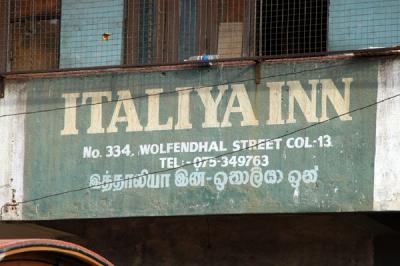 ITALIYA INN
No. 334, WOLFENDHAL STREET COL-13
TEL:-075-349763
இத்தாலியா இன்-ඉතාලියා ඉන්